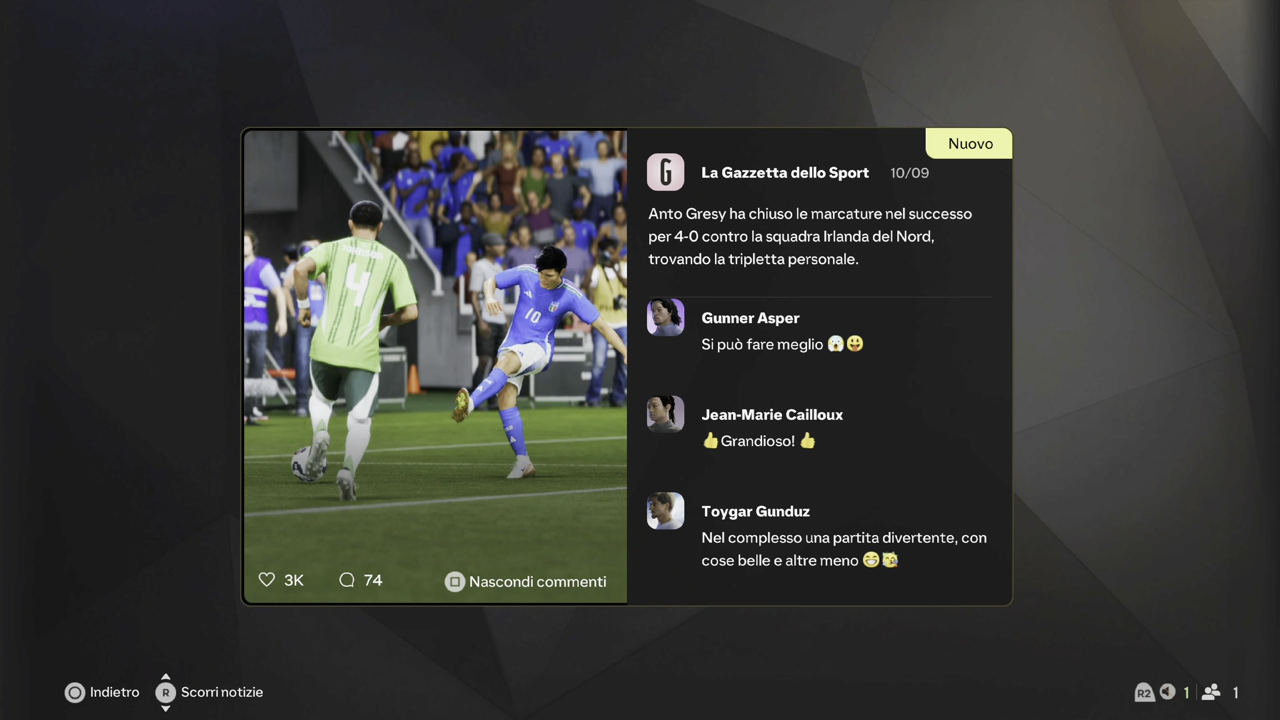 Nuovo
G
La Gazzetta dello Sport 10/09
Anto Gresy ha chiuso le marcature nel successo
per 4-0 contro la squadra Irlanda del Nord,
trovando la tripletta personale.
JOHNSON
4
10
Gunner Asper
Si può fare meglio 😱😛
Jean-Marie Cailloux
👍Grandioso! 👍
Toygar Gunduz
Nel complesso una partita divertente, con
cose belle e altre meno 😁😹
3K 74 Nascondi commenti
Indietro R Scorri notizie
R2 1 1